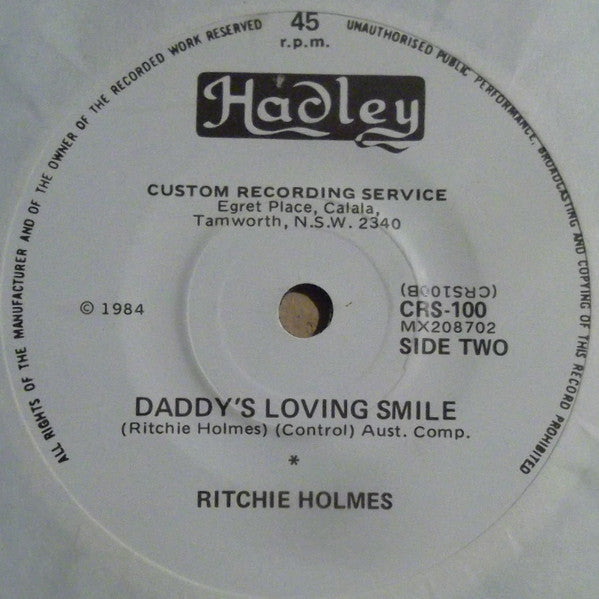 45
r.p.m.
ALL RIGHTS OF THE MANUFACTURER AND OF THE OWNER OF THE RECORDED WORK RESERVED
UNAUTHORISED PUBLIC PERFORMANCE, BROADCASTING AND COPYING OF THIS RECORD PROHIBITED
Hadley
CUSTOM RECORDING SERVICE
Egret Place, Calala,
Tamworth, N.S.W. 2340
© 1984
(CRS100B)
CRS-100
MX208702
SIDE TWO
DADDY'S LOVING SMILE
(Ritchie Holmes) (Control) Aust. Comp.
*
RITCHIE HOLMES